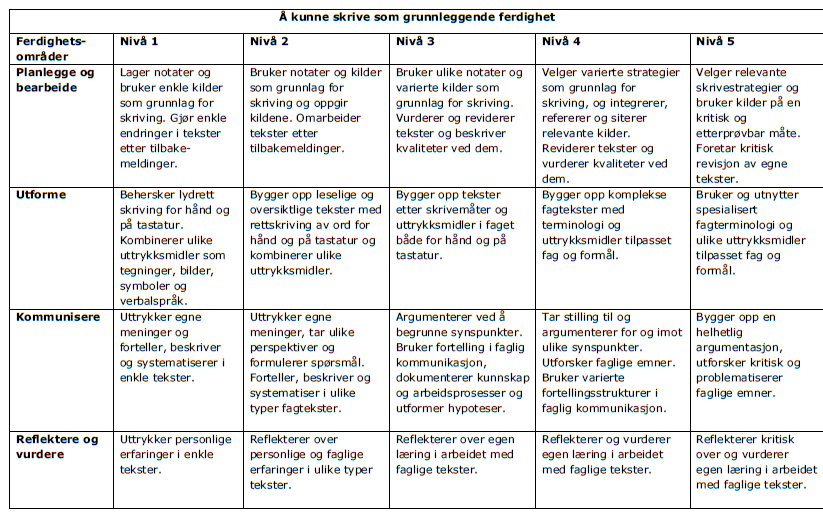 Å kunne skrive som grunnleggende ferdighet
Ferdighets-
områder
Nivå 1
Nivå 2
Nivå 3
Nivå 4
Nivå 5
Planlegge og
bearbeide
Lager notater og
bruker enkle kilder
som grunnlag for
skriving. Gjør enkle
endringer i tekster
etter tilbake-
meldinger.
Bruker notater og kilder
som grunnlag for
skriving og oppgir
kildene. Omarbeider
tekster etter
tilbakemeldinger.
Bruker ulike notater og
varierte kilder som
grunnlag for skriving.
Vurderer og reviderer
tekster og beskriver
kvaliteter ved dem.
Velger varierte strategier
som grunnlag for
skriving, og integrerer,
refererer og siterer
relevante kilder.
Reviderer tekster og
vurderer kvaliteter ved
dem.
Velger relevante
skrivestrategier og
bruker kilder på en
kritisk og
etterprøvbar måte.
Foretar kritisk
revisjon av egne
tekster.
Utforme
Behersker lydrett
skriving for hånd og
på tastatur.
Kombinerer ulike
uttrykksmidler som
tegninger, bilder,
symboler og
verbalspråk.
Bygger opp leselige og
oversiktlige tekster med
rettskriving av ord for
hånd og på tastatur og
kombinerer ulike
uttrykksmidler.
Bygger opp tekster
etter skrivemåter og
uttrykksmidler i faget
både for hånd og på
tastatur.
Bygger opp komplekse
fagtekster med
terminologi og
uttrykksmidler tilpasset
fag og formål.
Bruker og utnytter
spesialisert
fagterminologi og
ulike uttrykksmidler
tilpasset fag og
formål.
Kommunisere
Uttrykker egne
meninger og
forteller, beskriver
og systematiserer i
enkle tekster.
Uttrykker egne
meninger, tar ulike
perspektiver og
formulerer spørsmål.
Forteller, beskriver og
systematiser i ulike
typer fagtekster.
Argumenterer ved å
begrunne synspunkter.
Bruker fortelling i faglig
kommunikasjon,
dokumenterer kunnskap
og arbeidsprosesser og
utformer hypoteser.
Tar stilling til og
argumenterer for og imot
ulike synspunkter.
Utforsker faglige emner.
Bruker varierte
fortellingsstrukturer i
faglig kommunikasjon.
Bygger opp en
helhetlig
argumentasjon,
utforsker kritisk og
problematiserer
faglige emner.
Reflektere og
vurdere
Uttrykker personlige
erfaringer i enkle
tekster.
Reflekterer over
personlige og faglige
erfaringer i ulike typer
tekster.
Reflekterer over egen
læring i arbeidet med
faglige tekster.
Reflekterer og vurderer
egen læring i arbeidet
med faglige tekster.
Reflekterer kritisk
over og vurderer
egen læring i arbeidet
med faglige tekster.